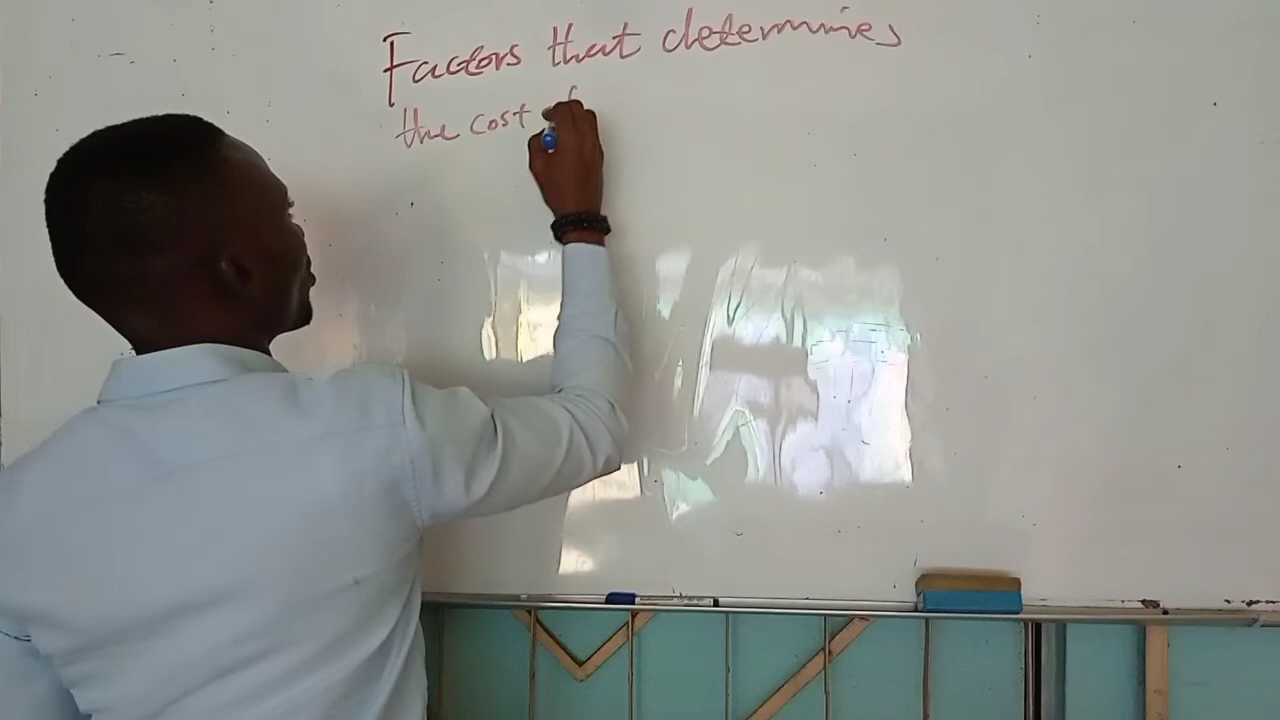 Factors that determines
the cost of